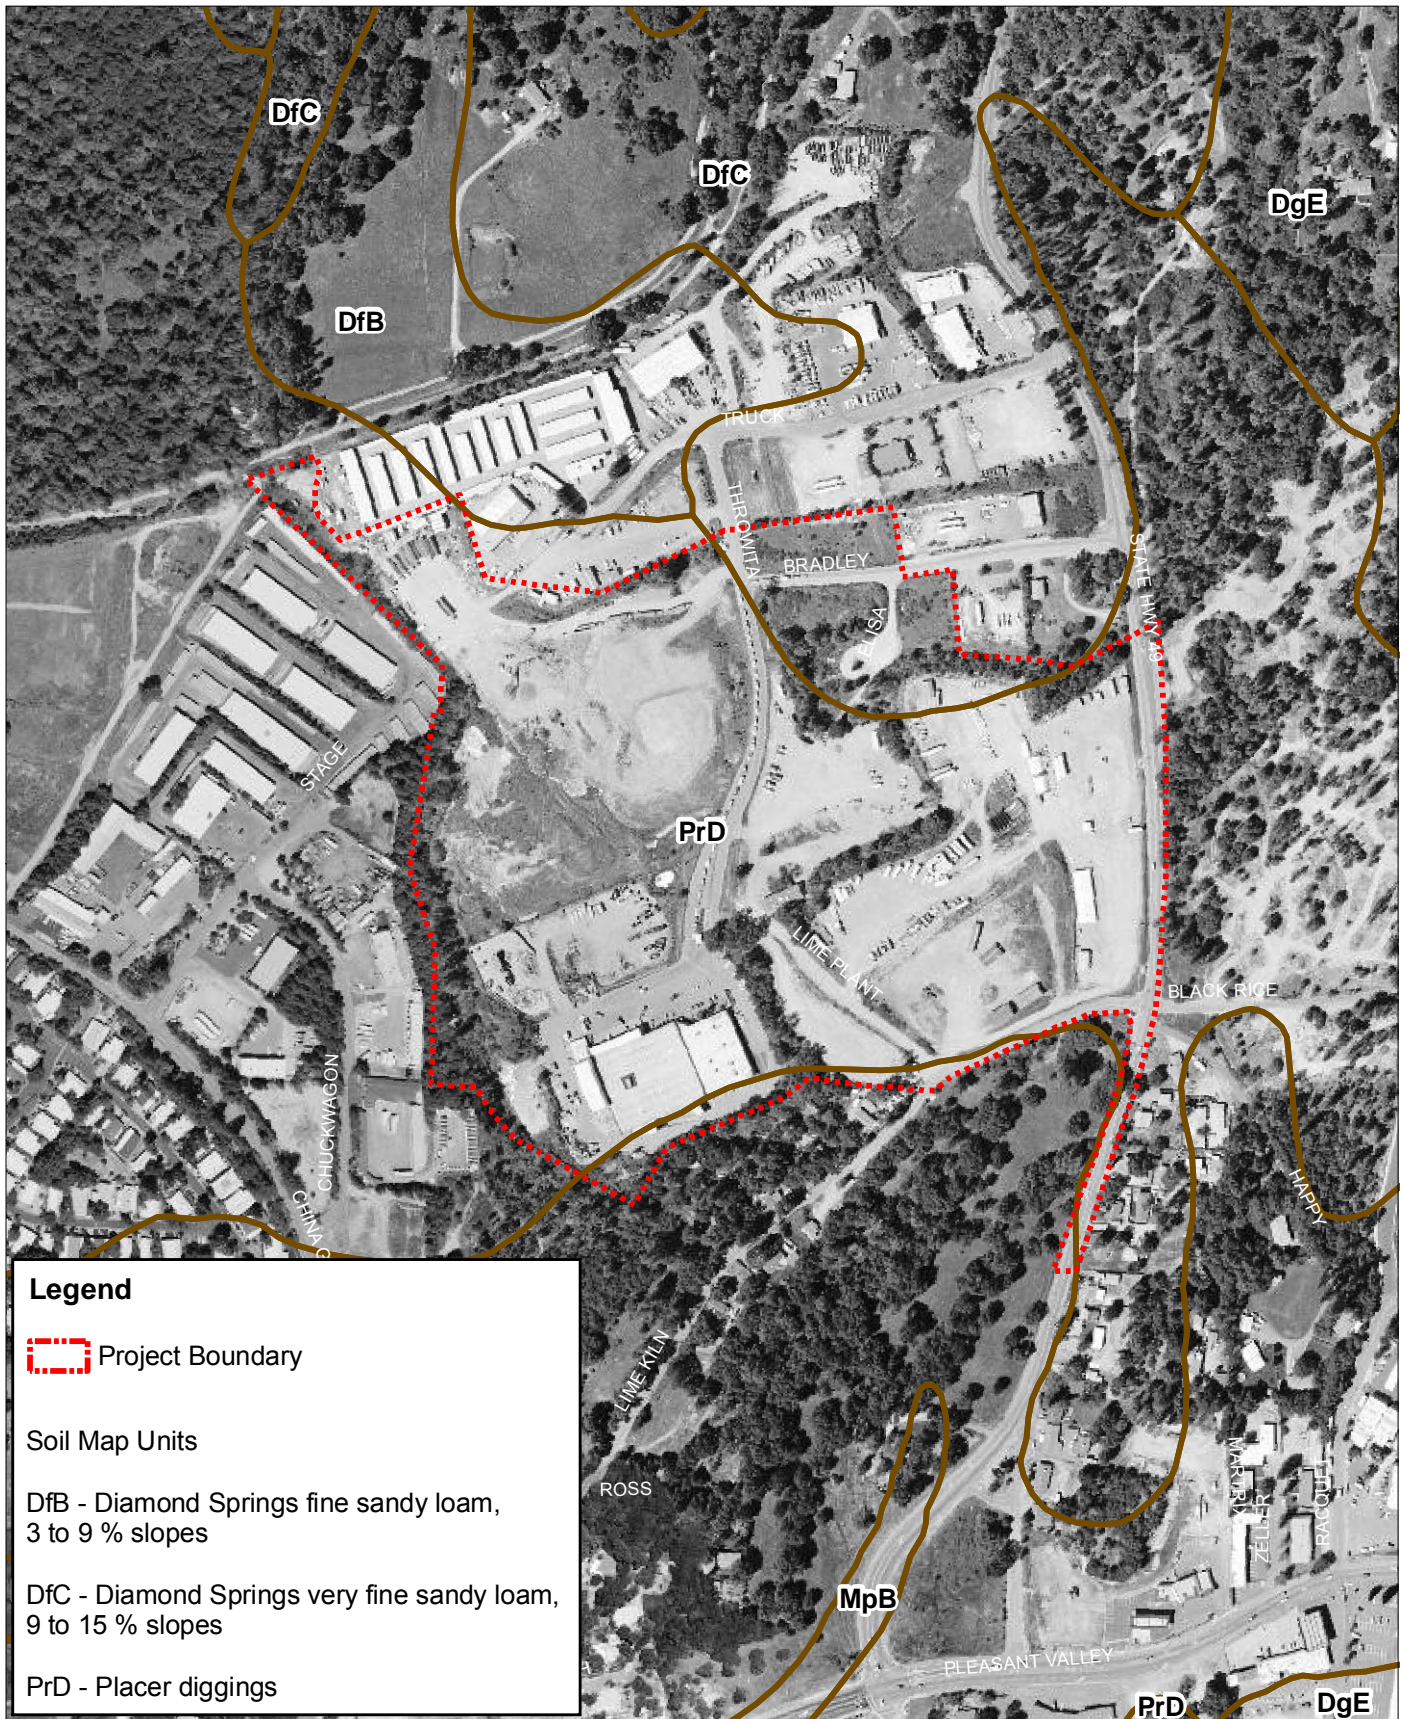 DfC
DfC
DgE
DfB
TRUCK
THROWITA
STATE HWY 49
BRADLEY
ELISA
STAGE
PrD
LIME PLANT
BLACK RICE
CHUCKWAGON
CHINA
HAPPY
LIME KILN
ROSS
ZELLER
RACQUET
MpB
PLEASANT VALLEY
PrD
DgE
Legend
Project Boundary
Soil Map Units
DfB - Diamond Springs fine sandy loam,
3 to 9 % slopes
DfC - Diamond Springs very fine sandy loam,
9 to 15 % slopes
PrD - Placer diggings